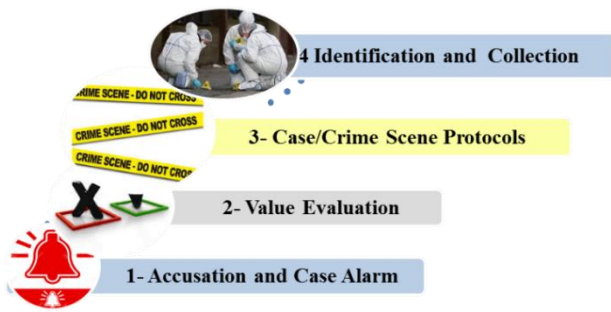 4 Identification and Collection
CRIME SCENE - DO NOT CROSS
CRIME SCENE - DO NOT CROSS
CRIME SCENE - DO NOT CROSS
3- Case/Crime Scene Protocols
2- Value Evaluation
1- Accusation and Case Alarm